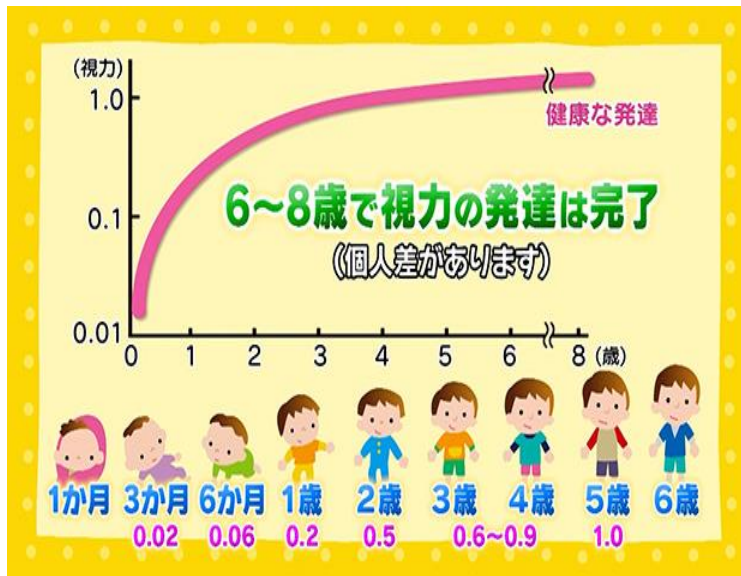 (視力)
1.0
健康な発達
0.1
6~8歳で視力の発達は完了
(個人差があります)
0.01
0 1 2 3 4 5 6 8 (歳)
1か月 3か月 6か月 1歳 2歳 3歳 4歳 5歳 6歳
0.02 0.06 0.2 0.5 0.6~0.9 1.0